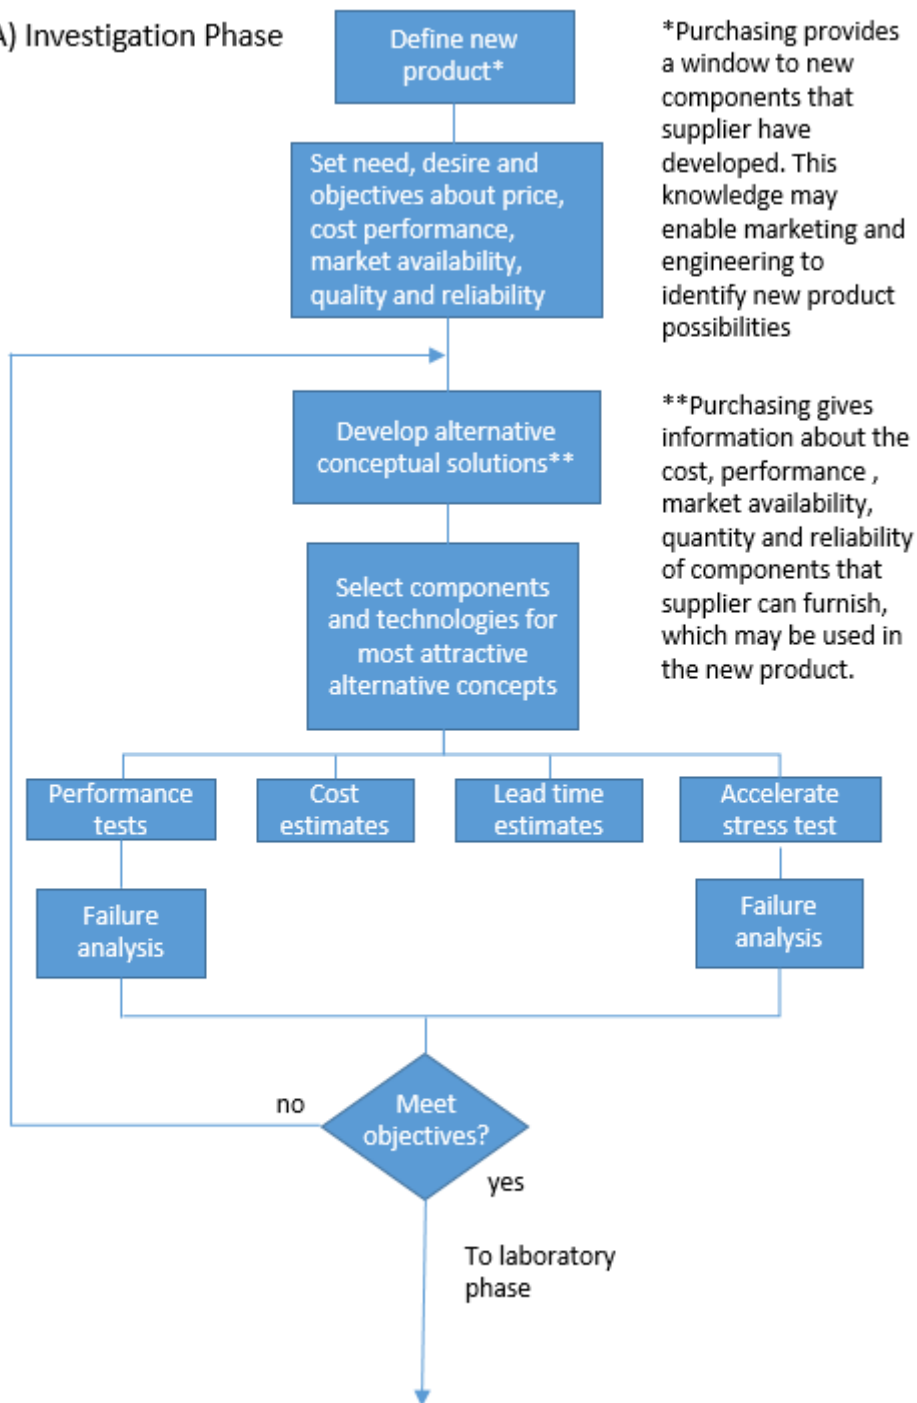 A) Investigation Phase
Define new
product*
Set need, desire and
objectives about price,
cost performance,
market availability,
quality and reliability
Develop alternative
conceptual solutions**
Select components
and technologies for
most attractive
alternative concepts
Performance
tests
Cost
estimates
Lead time
estimates
Accelerate
stress test
Failure
analysis
Failure
analysis
Meet
objectives?
no
yes
To laboratory
phase
*Purchasing provides
a window to new
components that
supplier have
developed. This
knowledge may
enable marketing and
engineering to
identify new product
possibilities
**Purchasing gives
information about the
cost, performance ,
market availability,
quantity and reliability
of components that
supplier can furnish,
which may be used in
the new product.